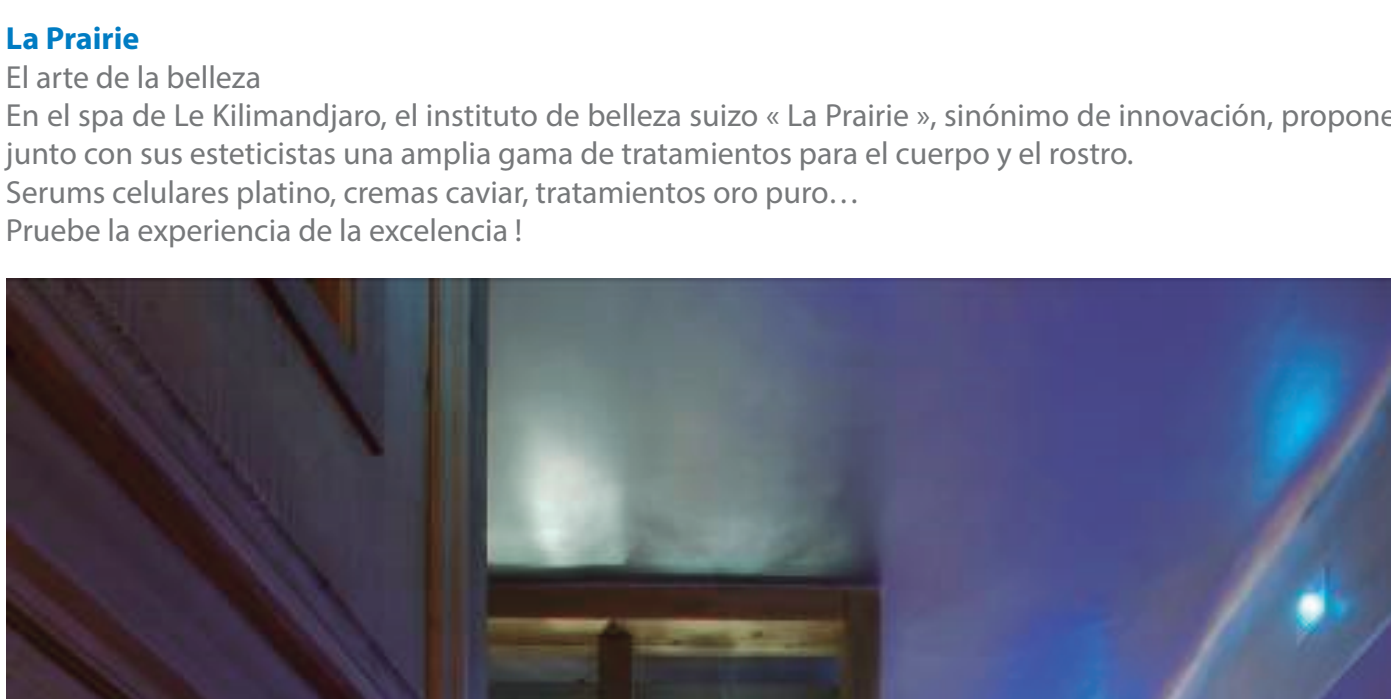 La Prairie
El arte de la belleza
En el spa de Le Kilimandjaro, el instituto de belleza suizo « La Prairie », sinónimo de innovación, propone
junto con sus esteticistas una amplia gama de tratamientos para el cuerpo y el rostro.
Serums celulares platino, cremas caviar, tratamientos oro puro…
Pruebe la experiencia de la excelencia !